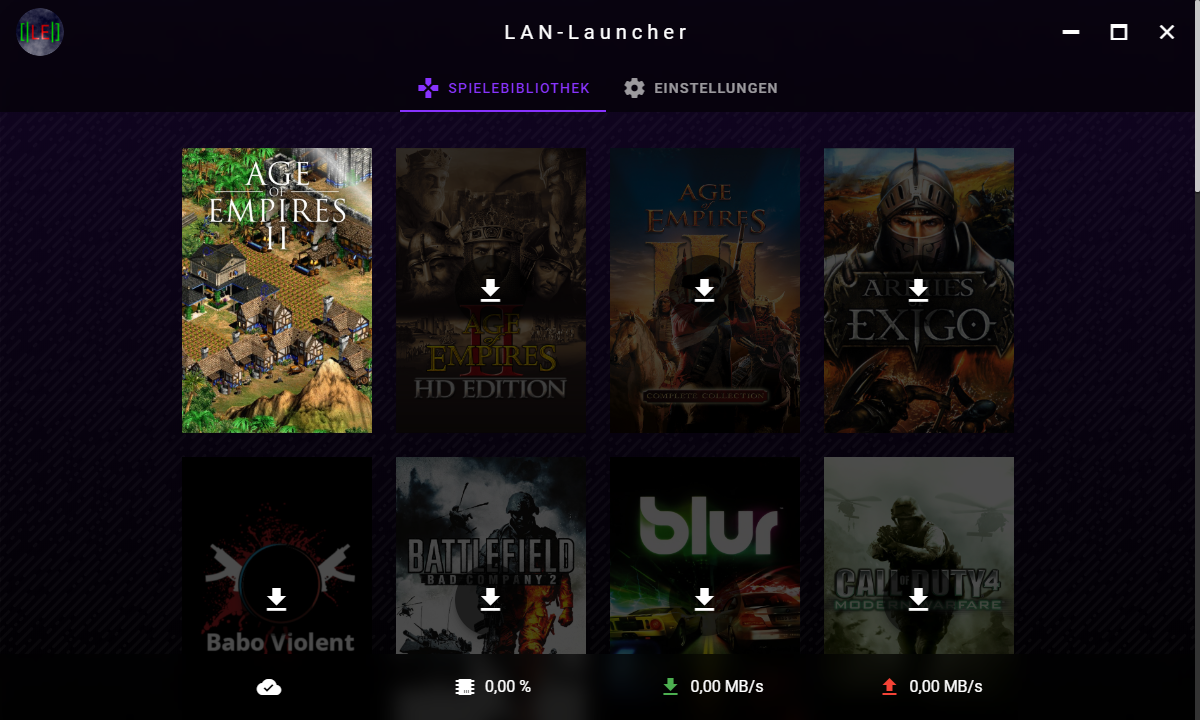 [||LE|]
LAN-Launcher
SPIELEBIBLIOTHEK
EINSTELLUNGEN
AGE
OF
EMPIRES
II
AGE
OF
EMPIRES
II
HD EDITION
AGE
OF
EMPIRES
III
COMPLETE COLLECTION
ARMIES
EXIGO
Babo Violent
BATTLEFIELD
BAD COMPANY 2
blur
CALL OF DUTY 4
MODERN WARFARE
0,00 %
0,00 MB/s
0,00 MB/s